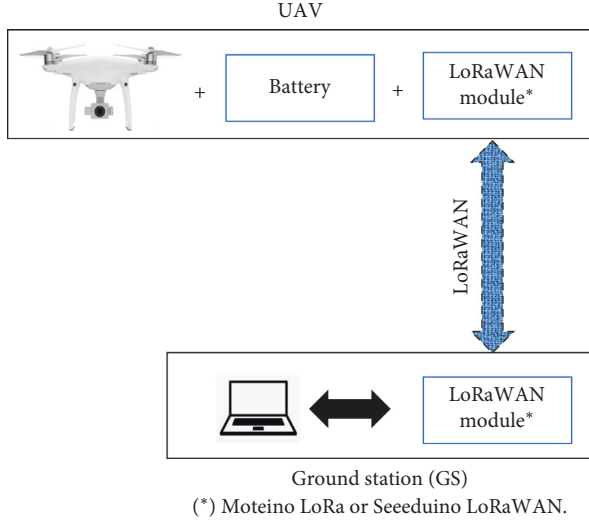 UAV
+ Battery + LoRaWAN
module*
LoRaWAN
LoRaWAN
module*
Ground station (GS)
(*) Moteino LoRa or Seeeduino LoRaWAN.